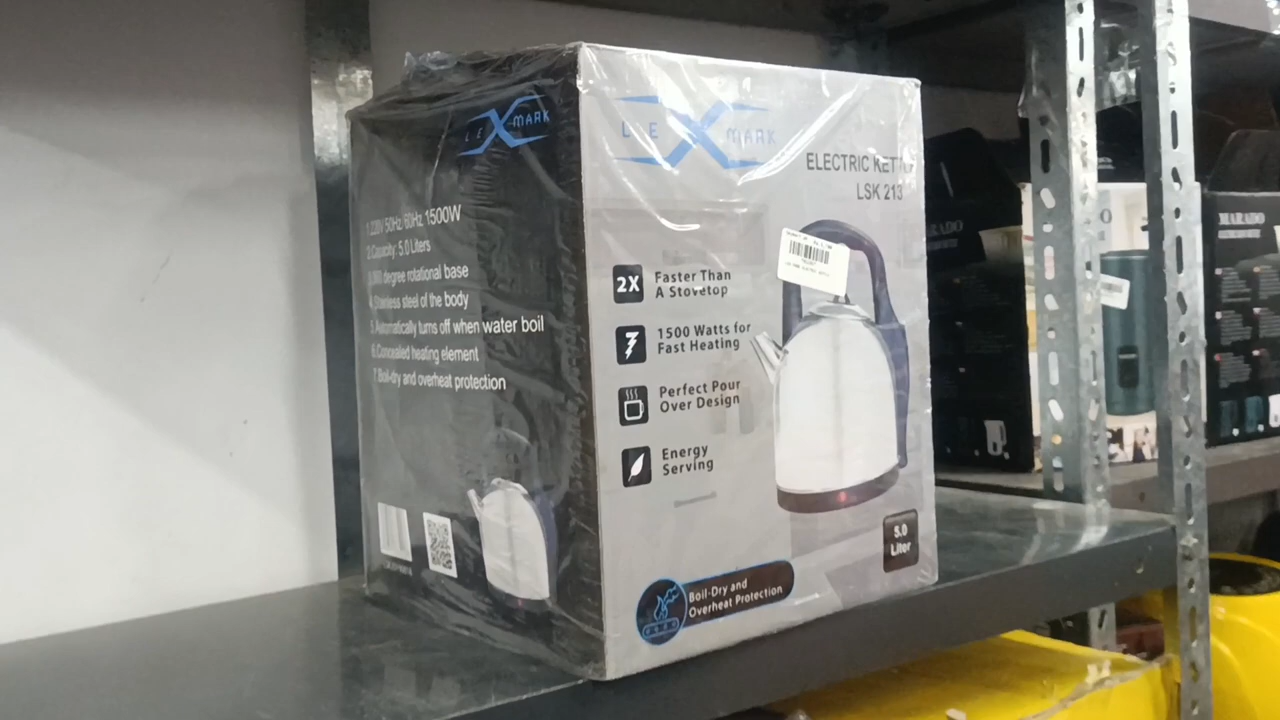 LEXMARK
1.220V 50Hz/60Hz 1500W
2.Capacity: 5.0 Liters
degree rotational base
4.Stainless steel of the body
5.Automatically turns off when water boil
6.Concealed heating element
7.Boil-dry and overheat protection
LEXMARK
ELECTRIC KETTLE
LSK 213
2X
Faster Than
A Stovetop
1500 Watts for
Fast Heating
Perfect Pour
Over Design
Energy
Serving
5.0
Liter
Boil-Dry and
Overheat Protection
MARADO
MARADO